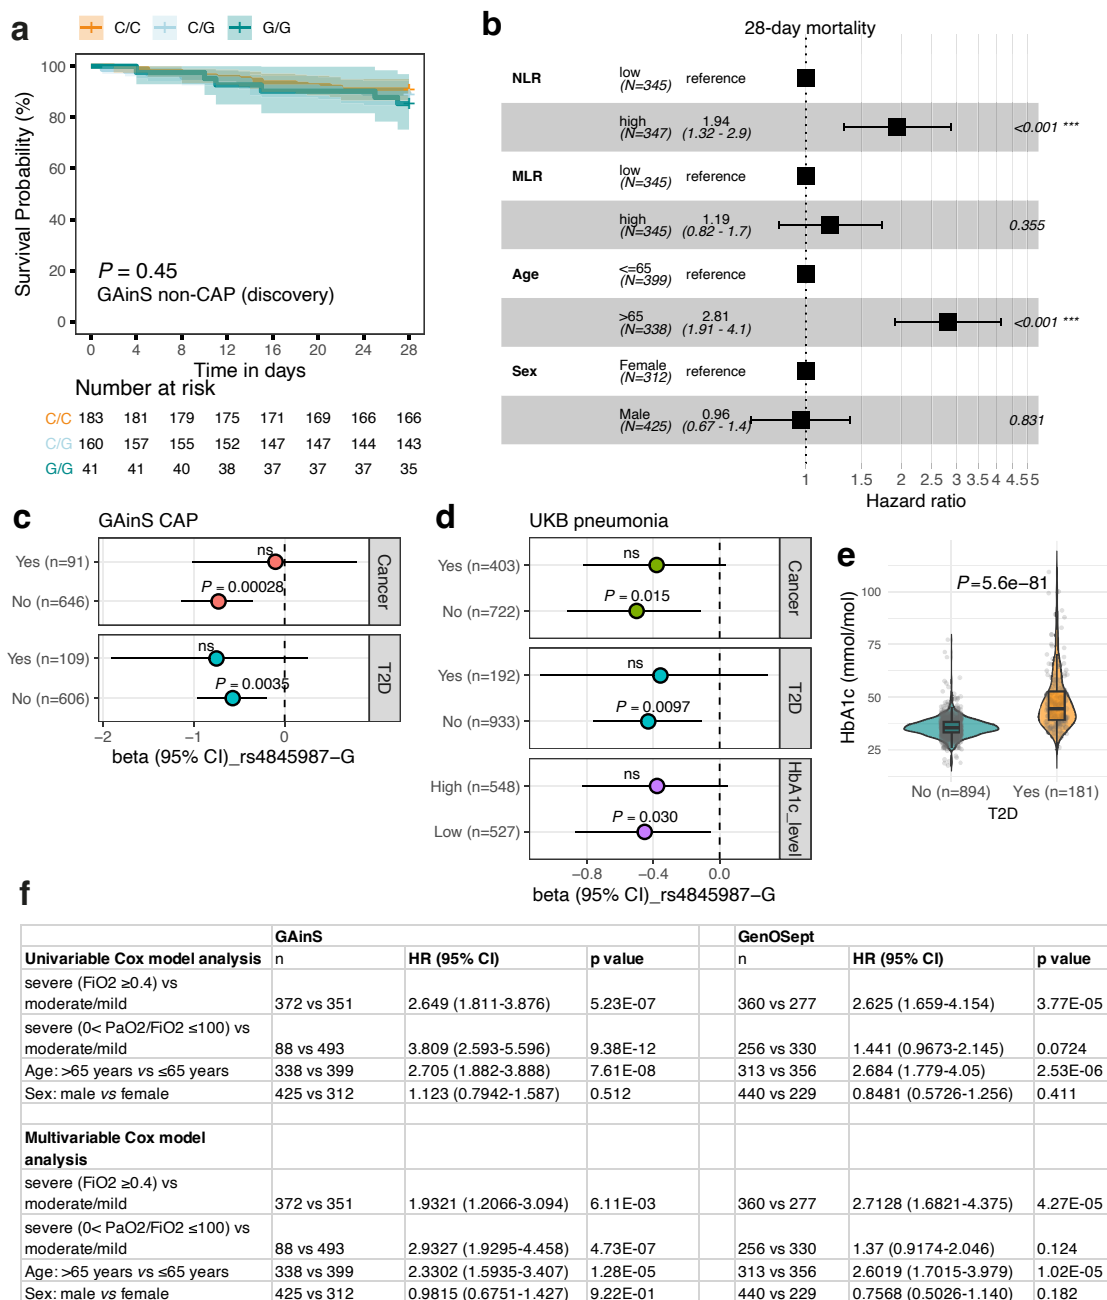 a
C/C C/G G/G
Survival Probability (%)
100
80
60
40
20
0
P = 0.45
GAinS non-CAP (discovery)
0 4 8 12 16 20 24 28
Time in days
Number at risk
C/C 183 181 179 175 171 169 166 166
C/G 160 157 155 152 147 147 144 143
G/G 41 41 40 38 37 37 37 35
b
28-day mortality
NLR low (N=345) reference
high (N=347) 1.94 (1.32 - 2.9) <0.001 ***
MLR low (N=345) reference
high (N=345) 1.19 (0.82 - 1.7) 0.355
Age <=65 (N=399) reference
>65 (N=338) 2.81 (1.91 - 4.1) <0.001 ***
Sex Female (N=312) reference
Male (N=425) 0.96 (0.67 - 1.4) 0.831
1 1.5 2 2.5 3 3.5 4 4.5 5
Hazard ratio
c
GAinS CAP
Yes (n=91) ns
No (n=646) P = 0.00028
Cancer
Yes (n=109) ns
No (n=606) P = 0.0035
T2D
−2 −1 0
beta (95% CI)_rs4845987−G
d
UKB pneumonia
Yes (n=403) ns
No (n=722) P = 0.015
Cancer
Yes (n=192) ns
No (n=933) P = 0.0097
T2D
High (n=548) ns
Low (n=527) P = 0.030
HbA1c_level
−0.8 −0.4 0.0
beta (95% CI)_rs4845987−G
e
HbA1c (mmol/mol)
100
75
50
25
P=5.6e−81
No (n=894) Yes (n=181)
T2D
f
GAinS GenOSept
Univariable Cox model analysis n HR (95% CI) p value n HR (95% CI) p value
severe (FiO2 ≥0.4) vs
moderate/mild 372 vs 351 2.649 (1.811-3.876) 5.23E-07 360 vs 277 2.625 (1.659-4.154) 3.77E-05
severe (0< PaO2/FiO2 ≤100) vs
moderate/mild 88 vs 493 3.809 (2.593-5.596) 9.38E-12 256 vs 330 1.441 (0.9673-2.145) 0.0724
Age: >65 years vs ≤65 years 338 vs 399 2.705 (1.882-3.888) 7.61E-08 313 vs 356 2.684 (1.779-4.05) 2.53E-06
Sex: male vs female 425 vs 312 1.123 (0.7942-1.587) 0.512 440 vs 229 0.8481 (0.5726-1.256) 0.411
Multivariable Cox model
analysis
severe (FiO2 ≥0.4) vs
moderate/mild 372 vs 351 1.9321 (1.2066-3.094) 6.11E-03 360 vs 277 2.7128 (1.6821-4.375) 4.27E-05
severe (0< PaO2/FiO2 ≤100) vs
moderate/mild 88 vs 493 2.9327 (1.9295-4.458) 4.73E-07 256 vs 330 1.37 (0.9174-2.046) 0.124
Age: >65 years vs ≤65 years 338 vs 399 2.3302 (1.5935-3.407) 1.28E-05 313 vs 356 2.6019 (1.7015-3.979) 1.02E-05
Sex: male vs female 425 vs 312 0.9815 (0.6751-1.427) 9.22E-01 440 vs 229 0.7568 (0.5026-1.140) 0.182